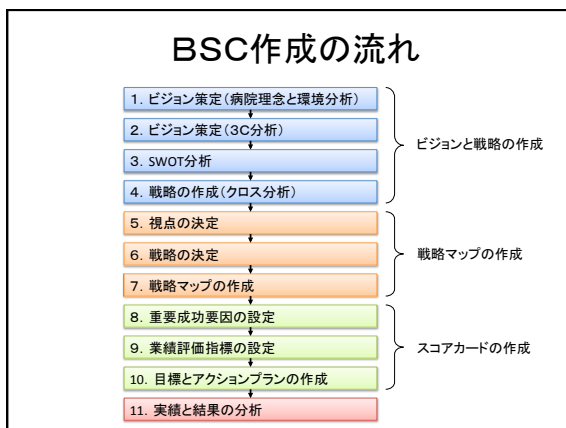 BSC作成の流れ
1. ビジョン策定(病院理念と環境分析)
2. ビジョン策定(3C分析)
3. SWOT分析
4. 戦略の作成(クロス分析)
ビジョンと戦略の作成
5. 視点の決定
6. 戦略の決定
7. 戦略マップの作成
戦略マップの作成
8. 重要成功要因の設定
9. 業績評価指標の設定
10. 目標とアクションプランの作成
スコアカードの作成
11. 実績と結果の分析